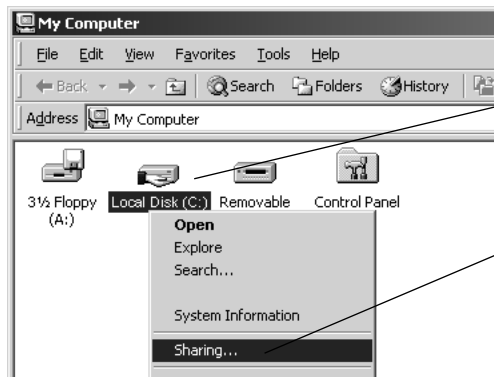 My Computer
File Edit View Favorites Tools Help
Back Search Folders History
Address My Computer
3½ Floppy (A:) Local Disk (C:) Removable Control Panel
Open
Explore
Search...
System Information
Sharing...